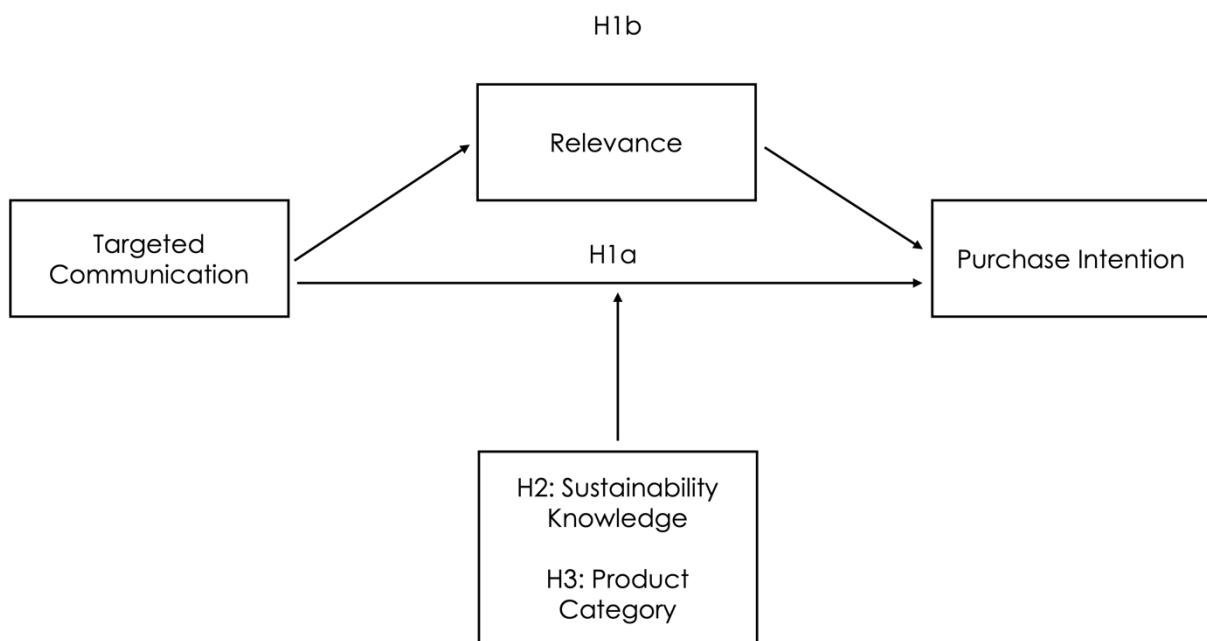 H1b
Relevance
Targeted
Communication
H1a
Purchase Intention
H2: Sustainability
Knowledge
H3: Product
Category